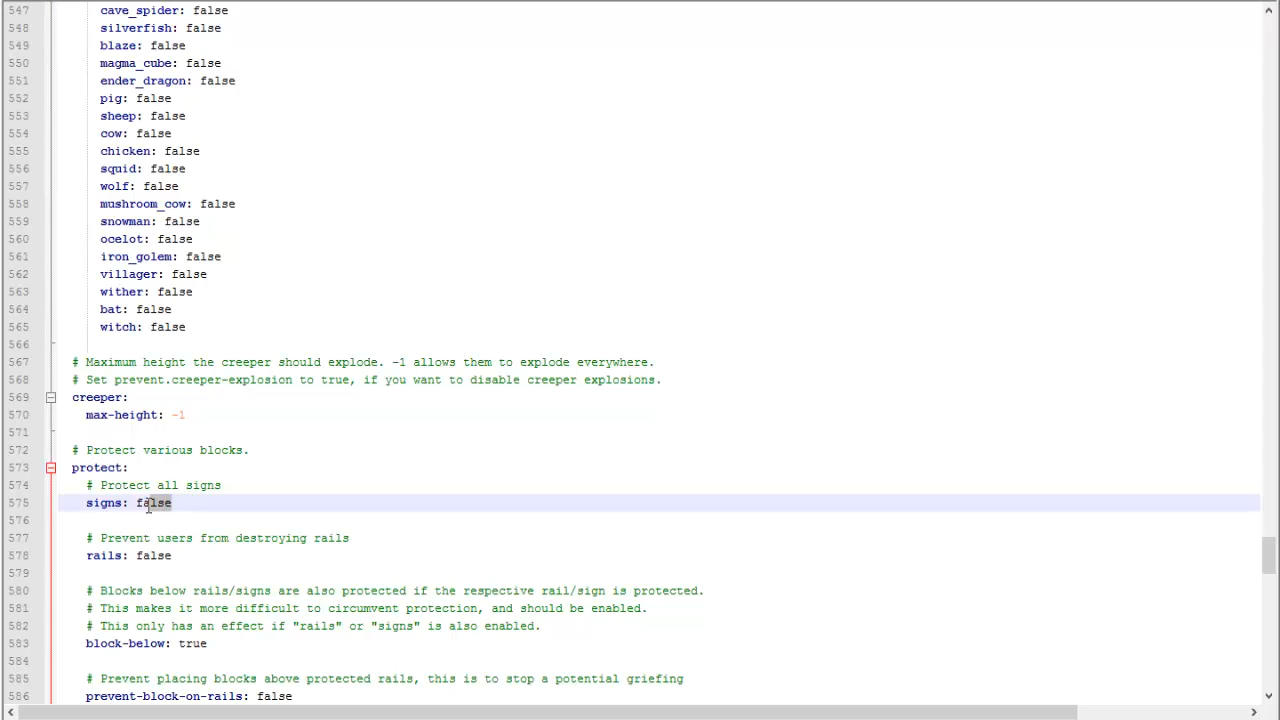 547 cave_spider: false
548 silverfish: false
549 blaze: false
550 magma_cube: false
551 ender_dragon: false
552 pig: false
553 sheep: false
554 cow: false
555 chicken: false
556 squid: false
557 wolf: false
558 mushroom_cow: false
559 snowman: false
560 ocelot: false
561 iron_golem: false
562 villager: false
563 wither: false
564 bat: false
565 witch: false
566
567 # Maximum height the creeper should explode. -1 allows them to explode everywhere.
568 # Set prevent.creeper-explosion to true, if you want to disable creeper explosions.
569 creeper:
570 max-height: -1
571
572 # Protect various blocks.
573 protect:
574 # Protect all signs
575 signs: false
576
577 # Prevent users from destroying rails
578 rails: false
579
580 # Blocks below rails/signs are also protected if the respective rail/sign is protected.
581 # This makes it more difficult to circumvent protection, and should be enabled.
582 # This only has an effect if "rails" or "signs" is also enabled.
583 block-below: true
584
585 # Prevent placing blocks above protected rails, this is to stop a potential griefing
586 prevent-block-on-rails: false